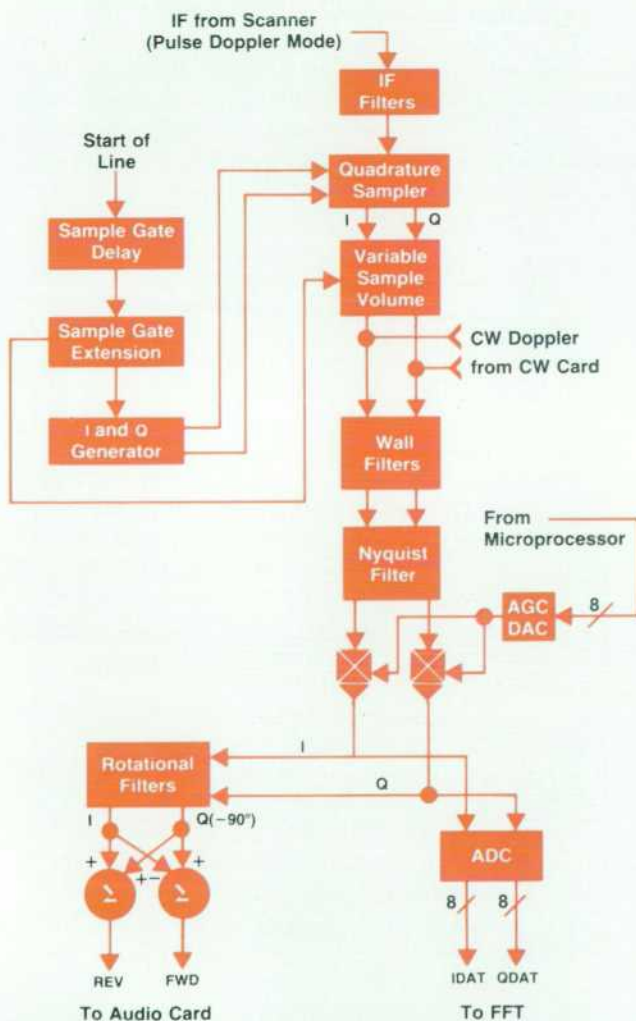 IF from Scanner
(Pulse Doppler Mode)
IF
Filters
Start of
Line
Quadrature
Sampler
I
Q
Sample Gate
Delay
Variable
Sample
Volume
Sample Gate
Extension
CW Doppler
from CW Card
I and Q
Generator
Wall
Filters
From
Microprocessor
Nyquist
Filter
AGC
DAC
8
I
Rotational
Filters
Q
I
Q(−90°)
ADC
+
+
−
+
Σ
Σ
8
8
REV
FWD
IDAT
QDAT
To Audio Card
To FFT